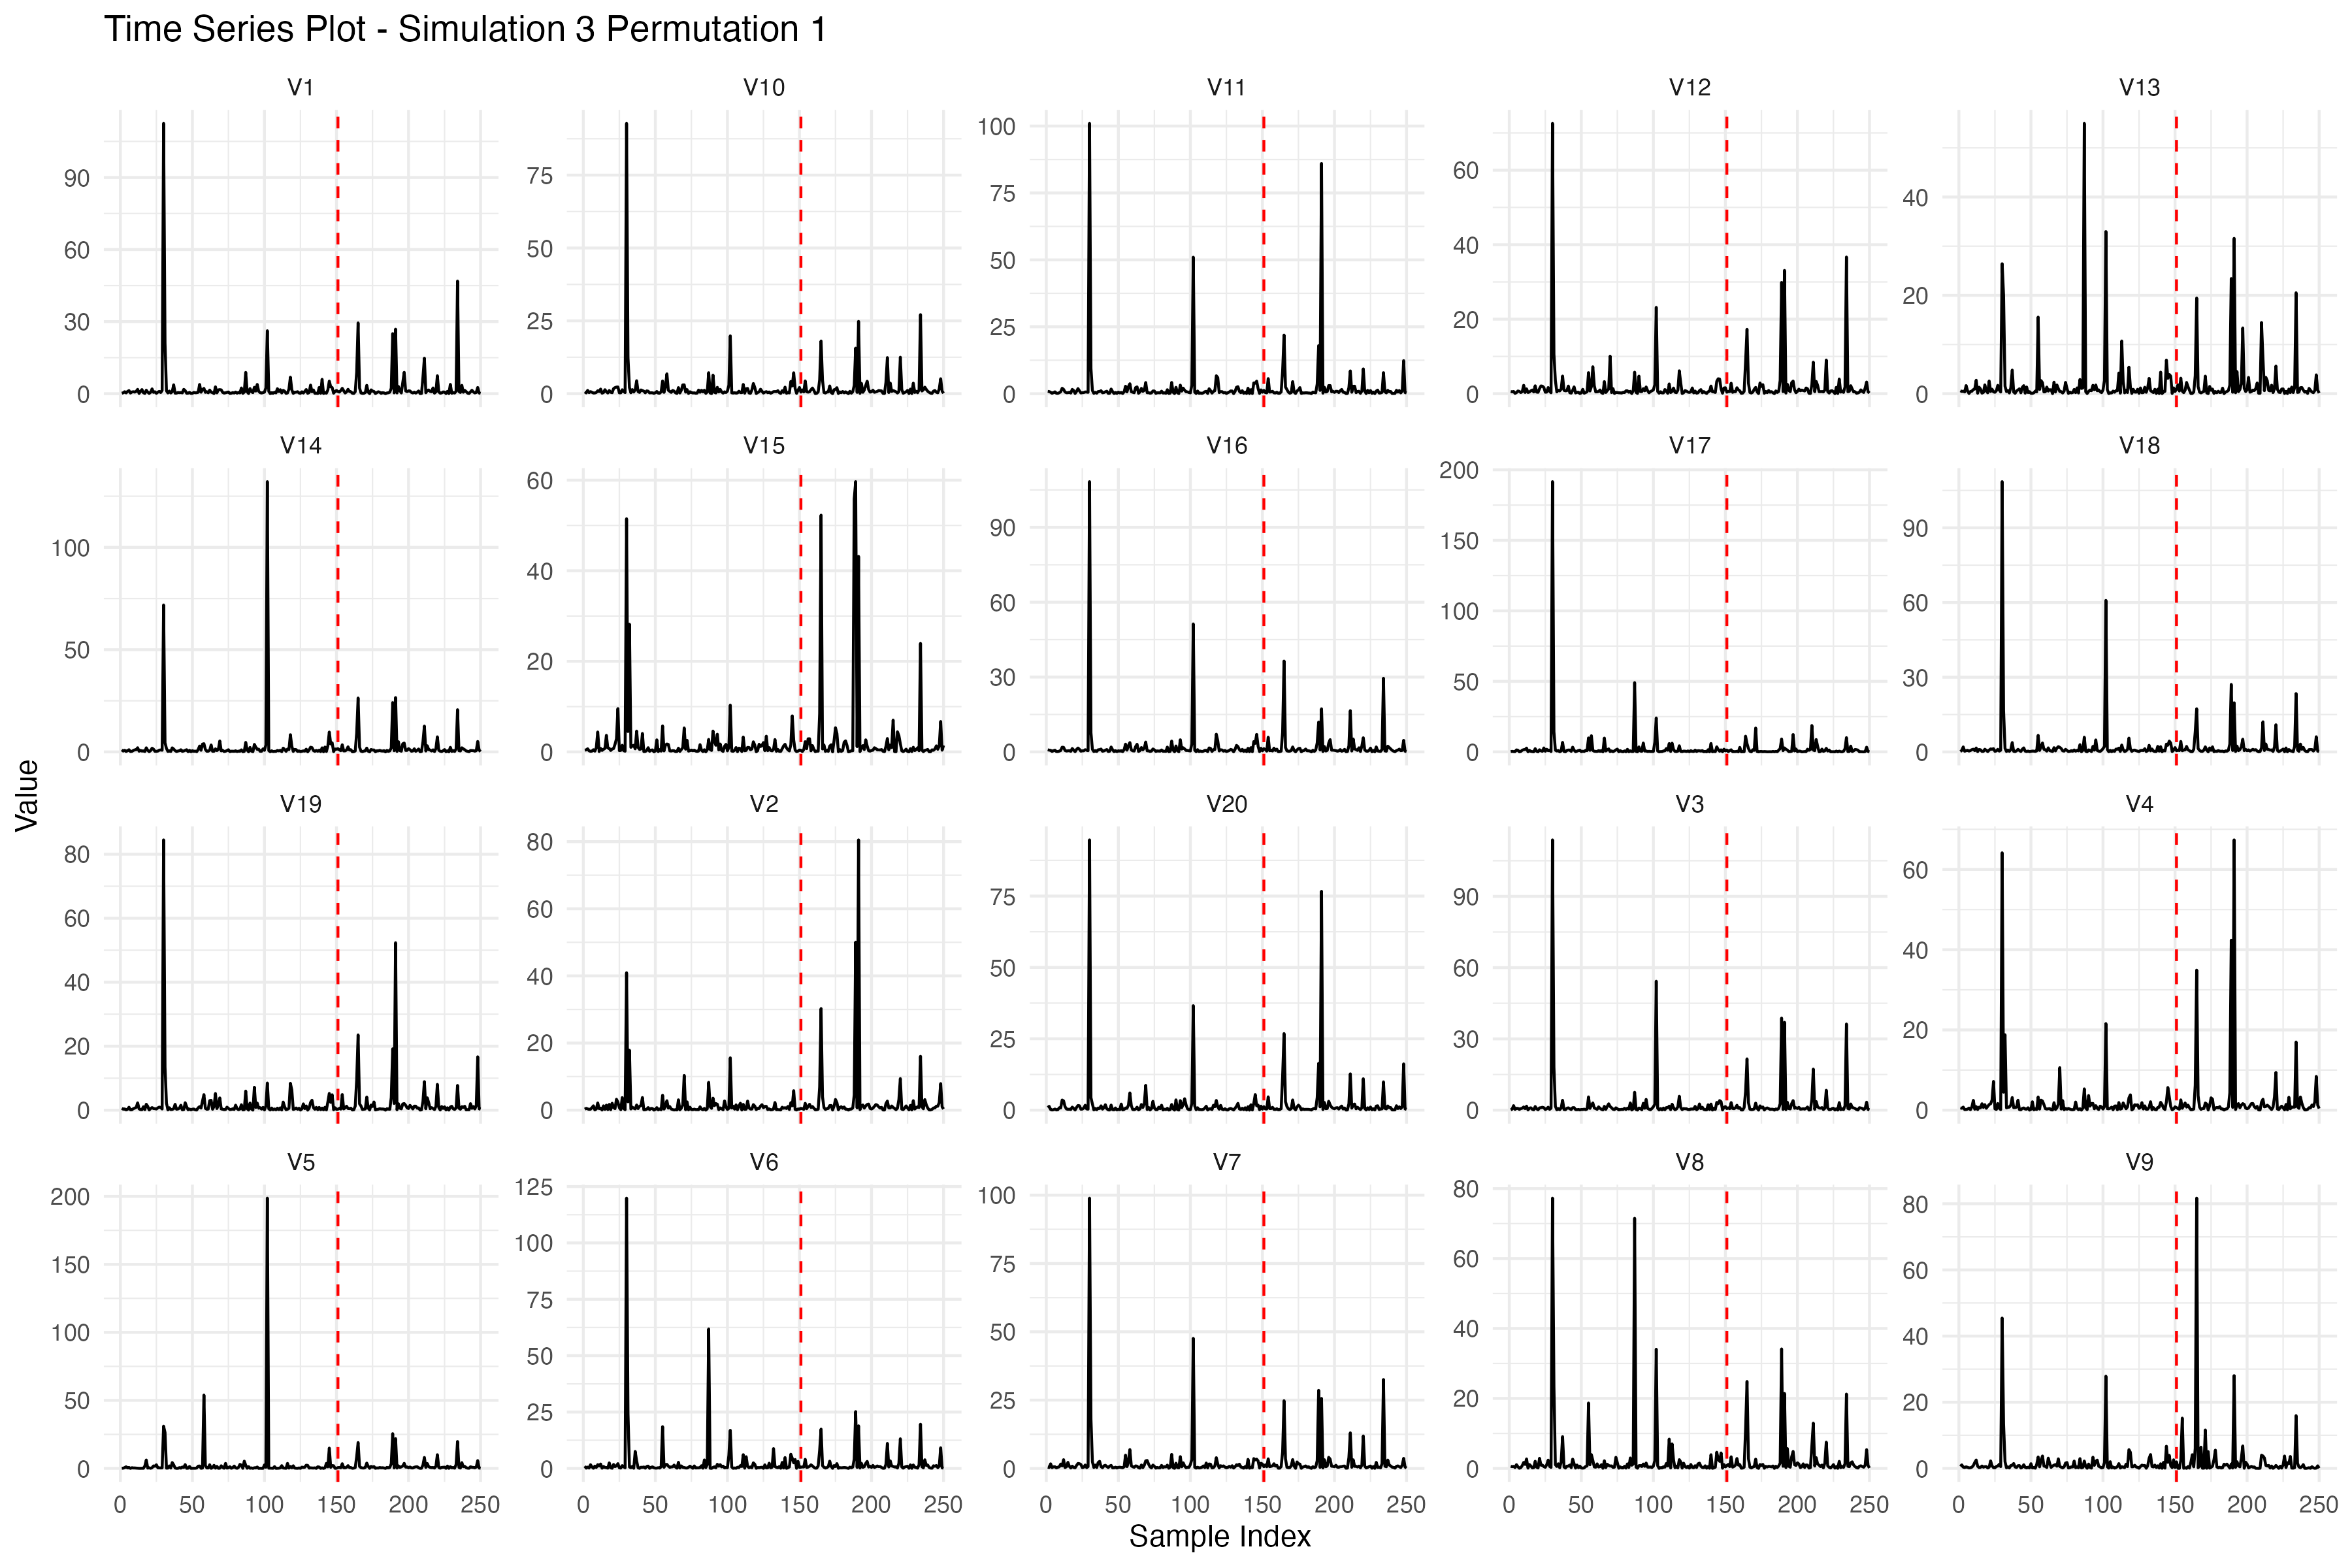 Time Series Plot - Simulation 3 Permutation 1
V1 V10 V11 V12 V13
90 60 30 0
75 50 25 0
100 75 50 25 0
60 40 20 0
40 20 0
V14 V15 V16 V17 V18
100 50 0
60 40 20 0
90 60 30 0
200 150 100 50 0
90 60 30 0
Value
V19 V2 V20 V3 V4
80 60 40 20 0
80 60 40 20 0
75 50 25 0
90 60 30 0
60 40 20 0
V5 V6 V7 V8 V9
200 150 100 50 0
125 100 75 50 25 0
100 75 50 25 0
80 60 40 20 0
80 60 40 20 0
0 50 100 150 200 250 0 50 100 150 200 250 0 50 100 150 200 250 0 50 100 150 200 250 0 50 100 150 200 250
Sample Index